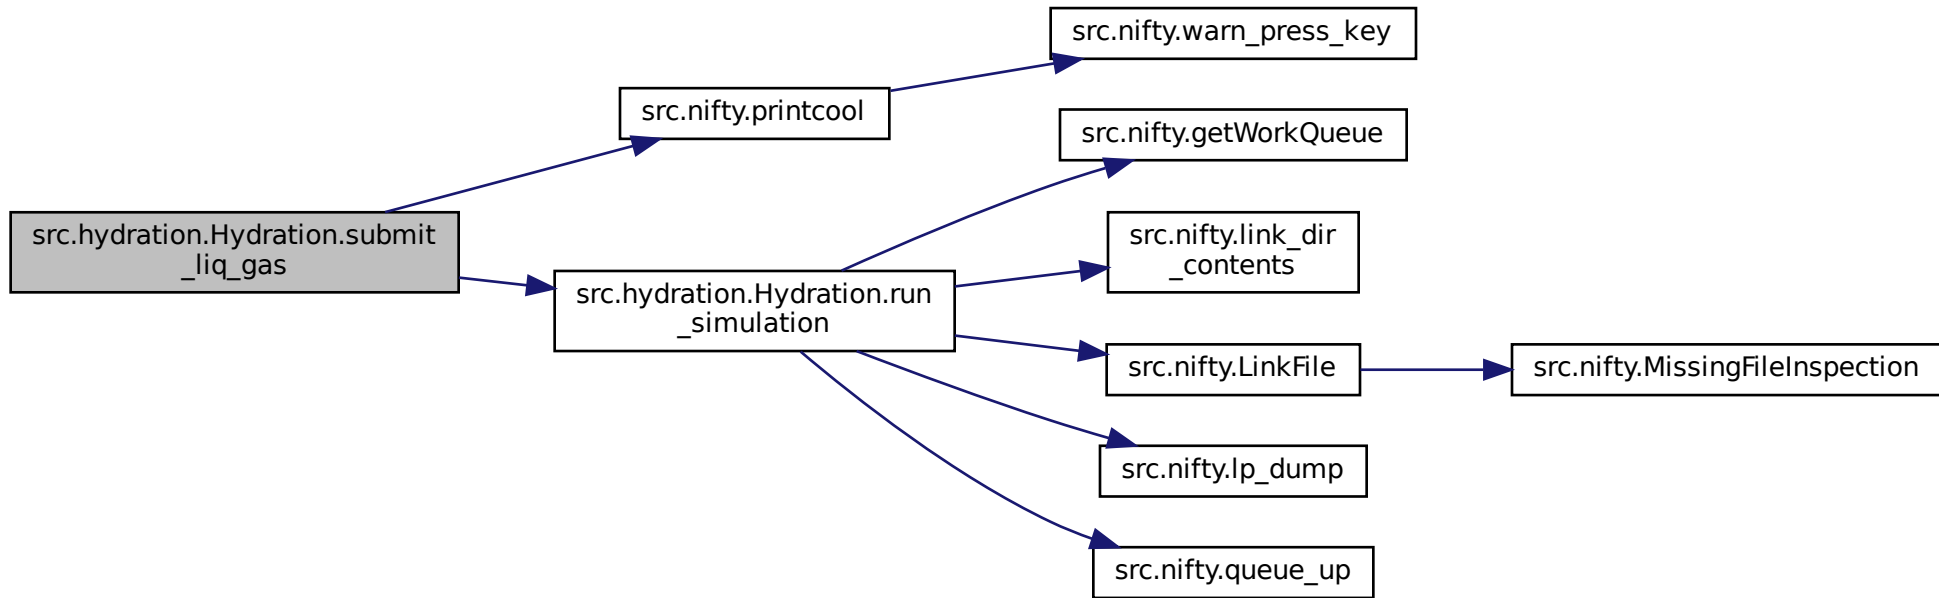 src.nifty.warn_press_key
src.nifty.printcool
src.nifty.getWorkQueue
src.hydration.Hydration.submit
_liq_gas
src.nifty.link_dir
_contents
src.hydration.Hydration.run
_simulation
src.nifty.LinkFile
src.nifty.MissingFileInspection
src.nifty.lp_dump
src.nifty.queue_up